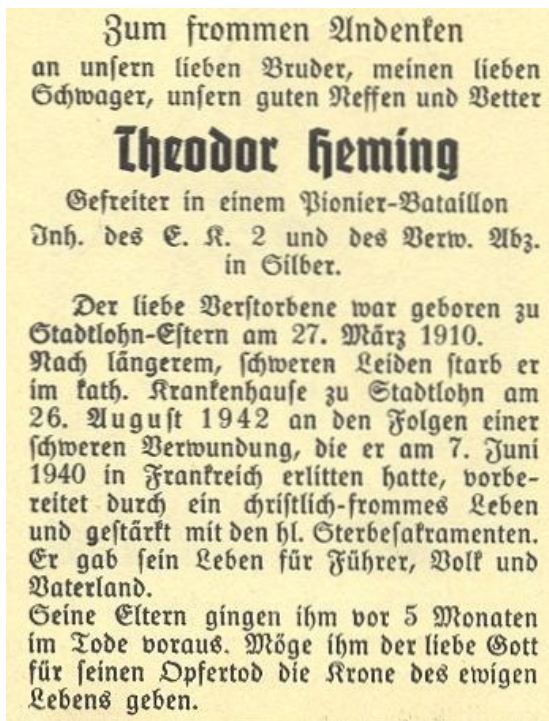 Zum frommen Andenken
an unsern lieben Bruder, meinen lieben
Schwager, unsern guten Neffen und Vetter
Theodor Heming
Gefreiter in einem Pionier-Bataillon
Inh. des E. K. 2 und des Verw. Abz.
in Silber.
Der liebe Verstorbene war geboren zu
Stadtlohn-Estern am 27. März 1910.
Nach längerem, schweren Leiden starb er
im kath. Krankenhause zu Stadtlohn am
26. August 1942 an den Folgen einer
schweren Verwundung, die er am 7. Juni
1940 in Frankreich erlitten hatte, vorbe-
reitet durch ein christlich-frommes Leben
und gestärkt mit den hl. Sterbesakramenten.
Er gab sein Leben für Führer, Volk und
Vaterland.
Seine Eltern gingen ihm vor 5 Monaten
im Tode voraus. Möge ihm der liebe Gott
für seinen Opfertod die Krone des ewigen
Lebens geben.